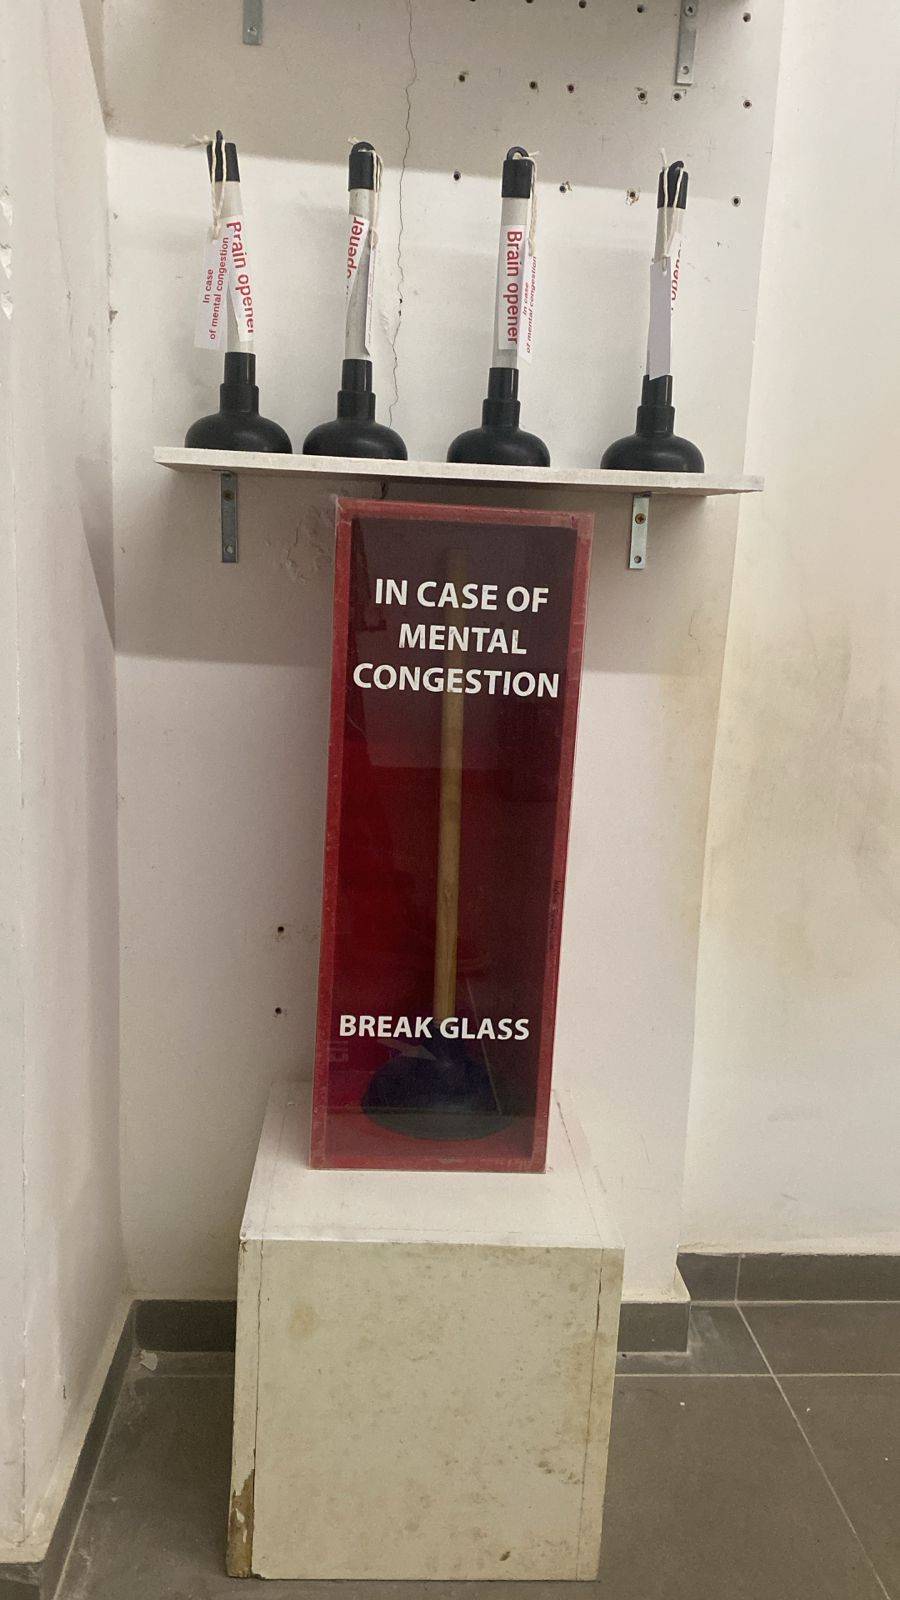 Brain opener
In case
of mental congestion
opener
Brain opener
In case
of mental congestion
IN CASE OF
MENTAL
CONGESTION
BREAK GLASS